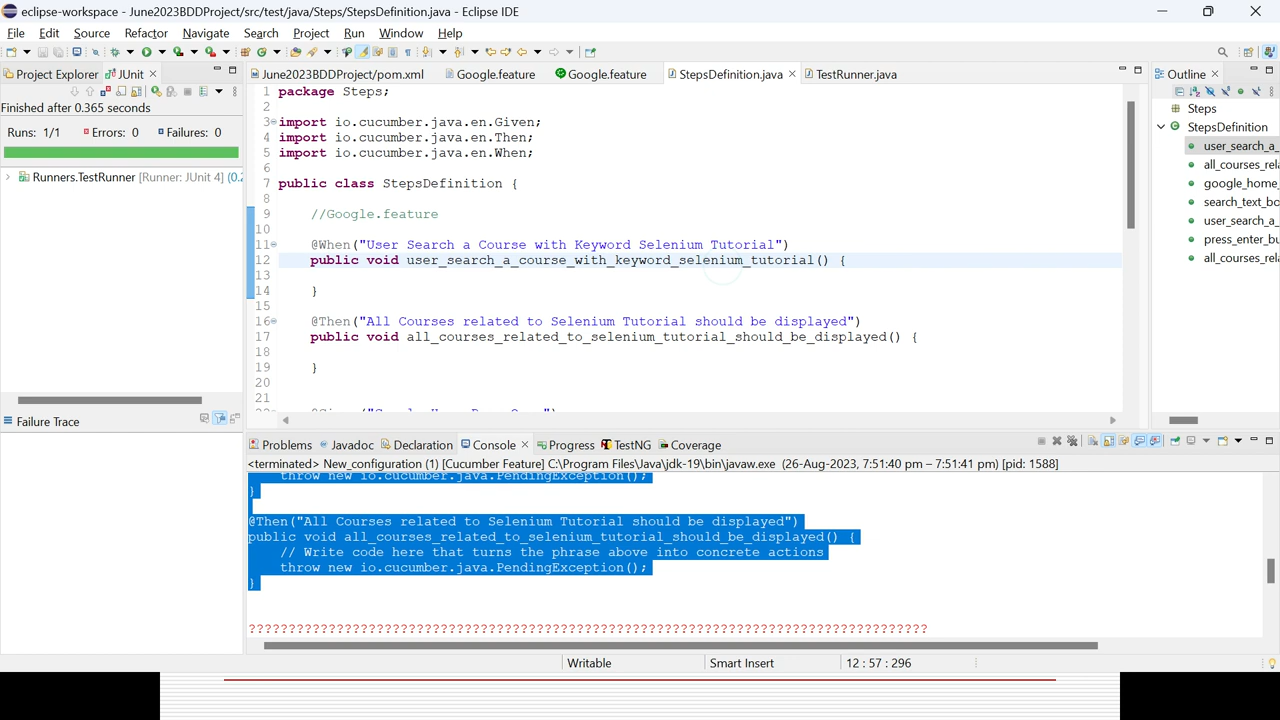 eclipse-workspace - June2023BDDProject/src/test/java/Steps/StepsDefinition.java - Eclipse IDE
File Edit Source Refactor Navigate Search Project Run Window Help
Project Explorer JUnit
June2023BDDProject/pom.xml Google.feature Google.feature StepsDefinition.java TestRunner.java
Outline
Finished after 0.365 seconds
Runs: 1/1 Errors: 0 Failures: 0
Runners.TestRunner [Runner: JUnit 4] (0.2
Failure Trace
1 package Steps;
2
3 import io.cucumber.java.en.Given;
4 import io.cucumber.java.en.Then;
5 import io.cucumber.java.en.When;
6
7 public class StepsDefinition {
8
9 //Google.feature
10
11 @When("User Search a Course with Keyword Selenium Tutorial")
12 public void user_search_a_course_with_keyword_selenium_tutorial() {
13
14 }
15
16 @Then("All Courses related to Selenium Tutorial should be displayed")
17 public void all_courses_related_to_selenium_tutorial_should_be_displayed() {
18
19 }
20
21
Steps
StepsDefinition
user_search_a_
all_courses_rela
google_home_
search_text_bo
user_search_a_
press_enter_bu
all_courses_rela
Problems Javadoc Declaration Console Progress TestNG Coverage
<terminated> New_configuration (1) [Cucumber Feature] C:\Program Files\Java\jdk-19\bin\javaw.exe (26-Aug-2023, 7:51:40 pm – 7:51:41 pm) [pid: 1588]
throw new io.cucumber.java.PendingException();
}
@Then("All Courses related to Selenium Tutorial should be displayed")
public void all_courses_related_to_selenium_tutorial_should_be_displayed() {
// Write code here that turns the phrase above into concrete actions
throw new io.cucumber.java.PendingException();
}
?????????????????????????????????????????????????????????????????????????????????????
Writable Smart Insert 12 : 57 : 296